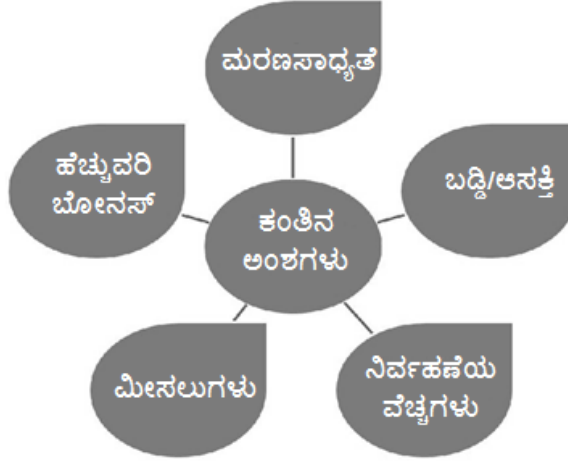 ಮರಣಸಾಧ್ಯತೆ
ಹೆಚ್ಚುವರಿ
ಬೋನಸ್
ಬಡ್ಡಿ/ಆಸಕ್ತಿ
ಕಂತಿನ
ಅಂಶಗಳು
ಮೀಸಲುಗಳು
ನಿರ್ವಹಣೆಯ
ವೆಚ್ಚಗಳು